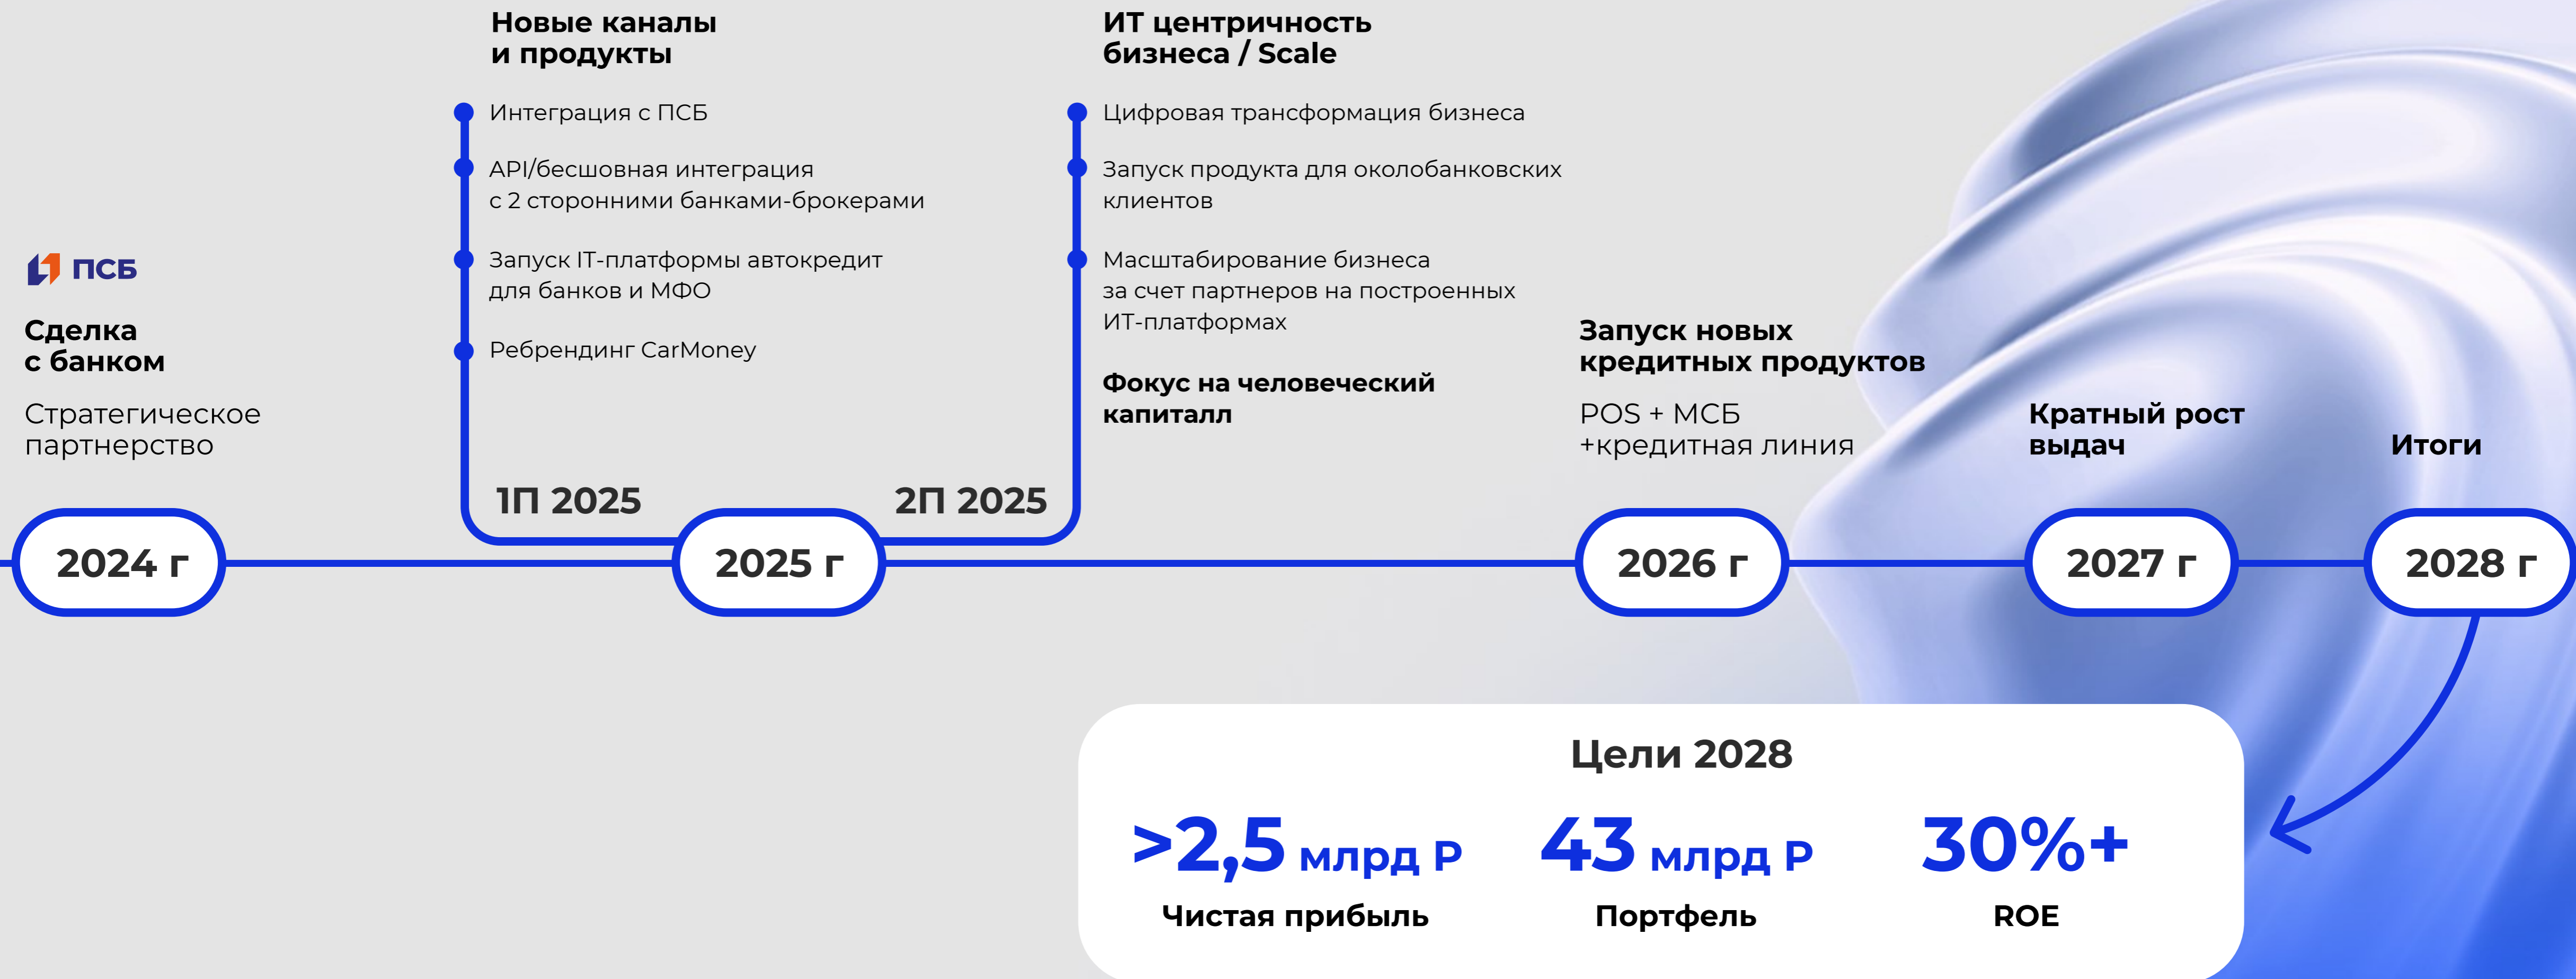 ПСБ
Сделка
с банком
Стратегическое
партнерство
2024 г
Новые каналы
и продукты
Интеграция с ПСБ
API/бесшовная интеграция
с 2 сторонними банками-брокерами
Запуск IT-платформы автокредит
для банков и МФО
Ребрендинг CarMoney
1П 2025
2025 г
2П 2025
ИТ центричность
бизнеса / Scale
Цифровая трансформация бизнеса
Запуск продукта для околобанковских
клиентов
Масштабирование бизнеса
за счет партнеров на построенных
ИТ-платформах
Фокус на человеческий
капиталл
Запуск новых
кредитных продуктов
POS + МСБ
+кредитная линия
2026 г
Кратный рост
выдач
2027 г
Итоги
2028 г
Цели 2028
>2,5 млрд Р
Чистая прибыль
43 млрд Р
Портфель
30%+
ROE